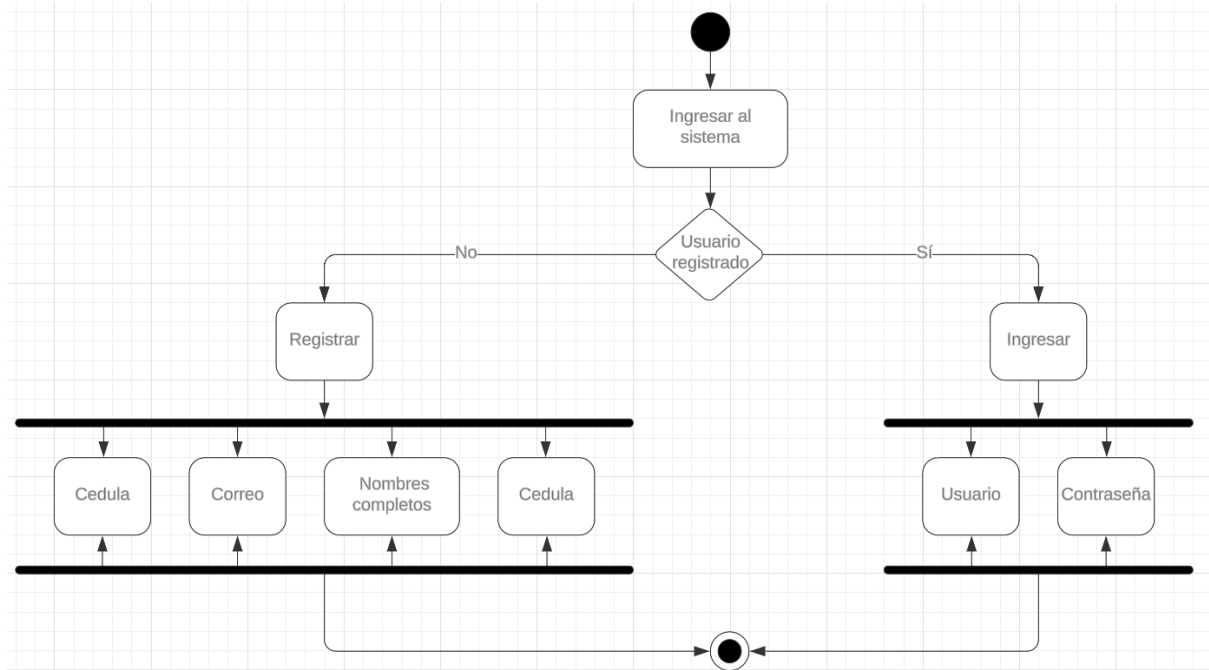 Ingresar al
sistema
Usuario
registrado
No
Sí
Registrar
Ingresar
Cedula
Correo
Nombres
completos
Cedula
Usuario
Contraseña